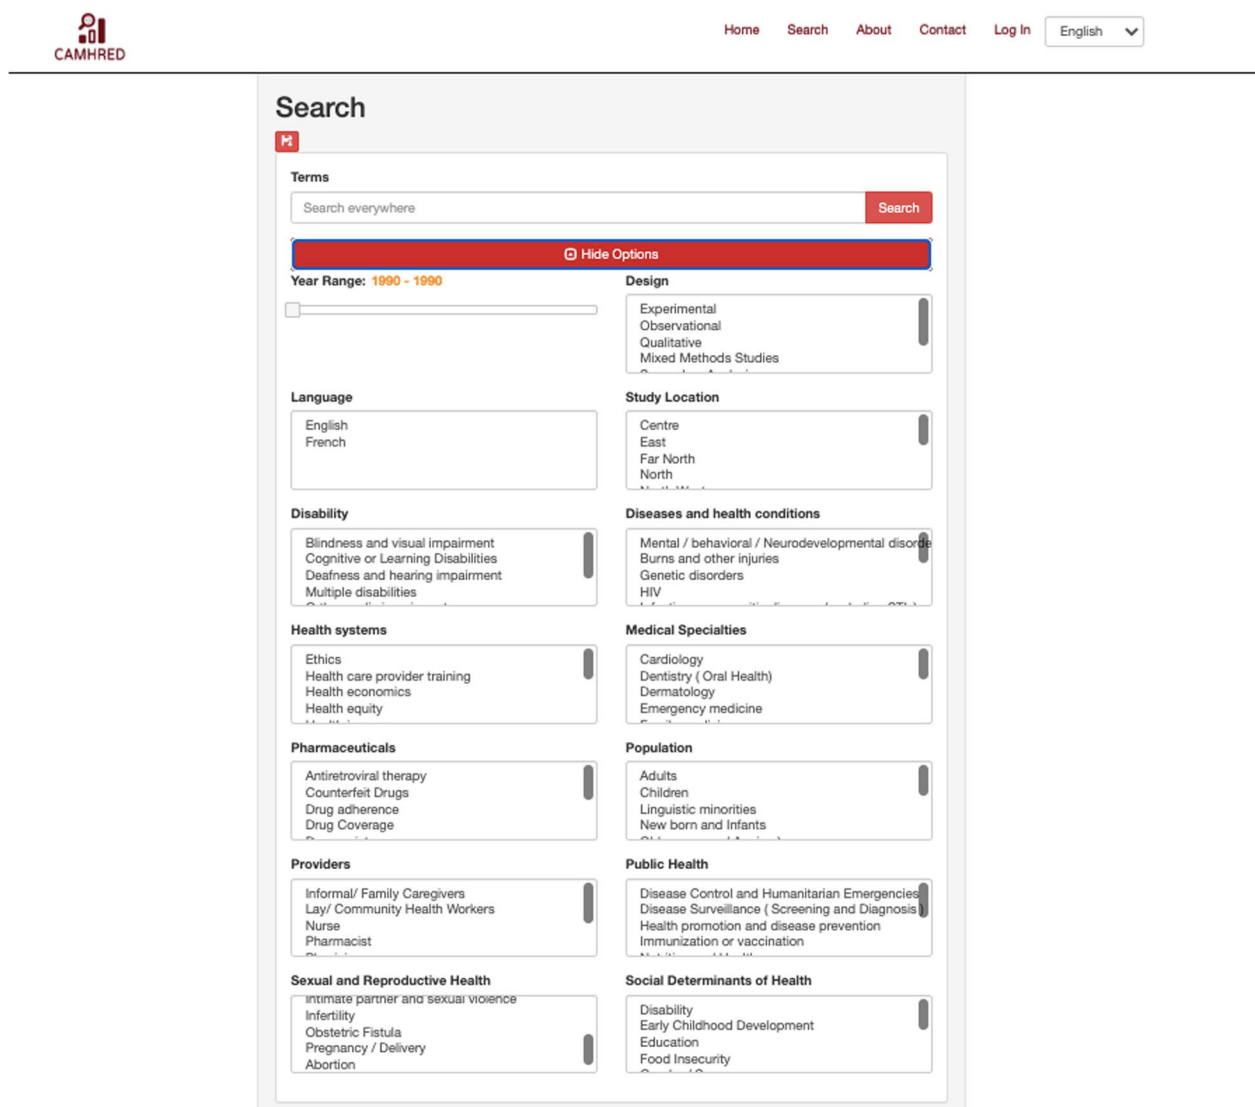 CAMHRED
Home Search About Contact Log In English
Search
Terms
Search everywhere Search
Hide Options
Year Range: 1990 - 1990
Design
Experimental
Observational
Qualitative
Mixed Methods Studies
Language
English
French
Study Location
Centre
East
Far North
North
Disability
Blindness and visual impairment
Cognitive or Learning Disabilities
Deafness and hearing impairment
Multiple disabilities
Diseases and health conditions
Mental / behavioral / Neurodevelopmental disorde
Burns and other injuries
Genetic disorders
HIV
Health systems
Ethics
Health care provider training
Health economics
Health equity
Medical Specialties
Cardiology
Dentistry ( Oral Health)
Dermatology
Emergency medicine
Pharmaceuticals
Antiretroviral therapy
Counterfeit Drugs
Drug adherence
Drug Coverage
Population
Adults
Children
Linguistic minorities
New born and Infants
Providers
Informal/ Family Caregivers
Lay/ Community Health Workers
Nurse
Pharmacist
Public Health
Disease Control and Humanitarian Emergencies
Disease Surveillance ( Screening and Diagnosis )
Health promotion and disease prevention
Immunization or vaccination
Sexual and Reproductive Health
Intimate partner and sexual violence
Infertility
Obstetric Fistula
Pregnancy / Delivery
Abortion
Social Determinants of Health
Disability
Early Childhood Development
Education
Food Insecurity